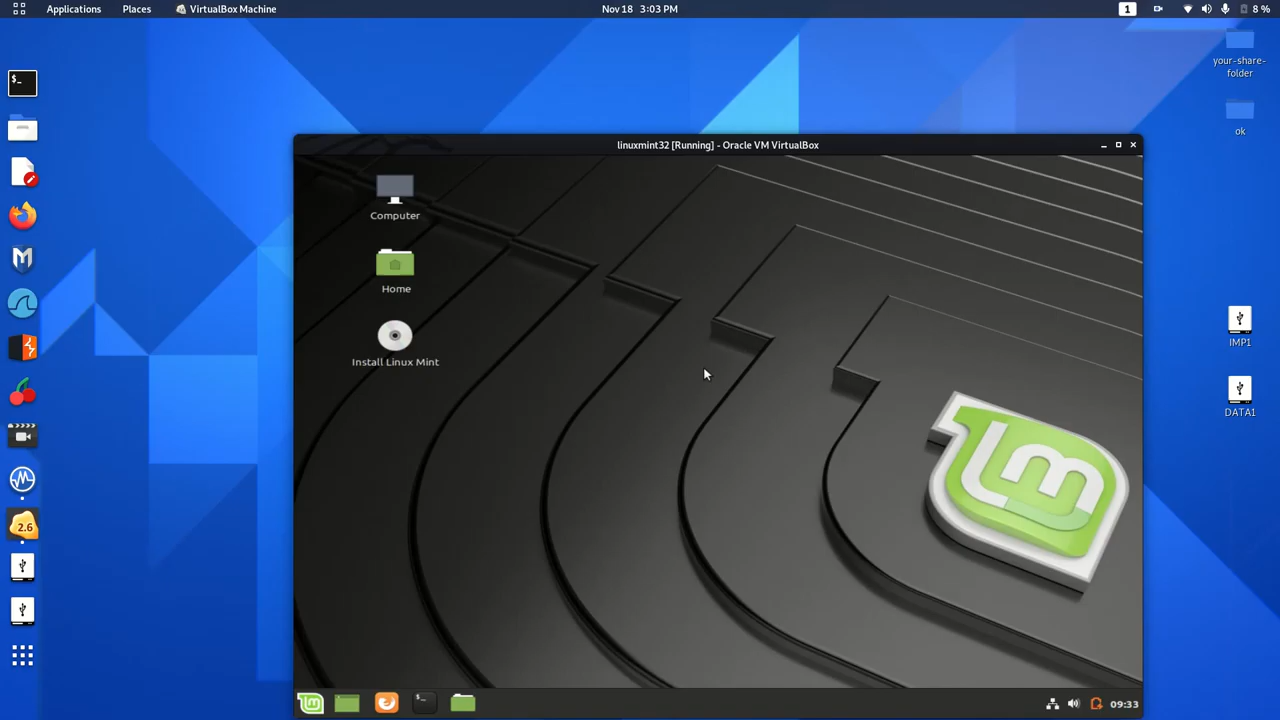 Applications Places VirtualBox Machine Nov 18 3:03 PM 1 8 %
your-share-
folder
ok
linuxmint32 [Running] - Oracle VM VirtualBox
Computer
Home
Install Linux Mint
IMP1
DATA1
$_
2.6
lm
$_
09:33